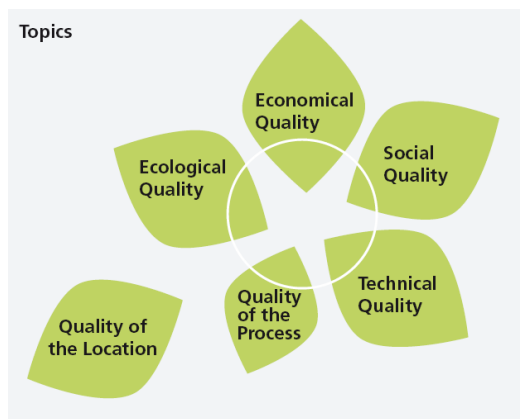 Topics
Economical
Quality
Social
Quality
Ecological
Quality
Technical
Quality
Quality
of the
Process
Quality of
the Location